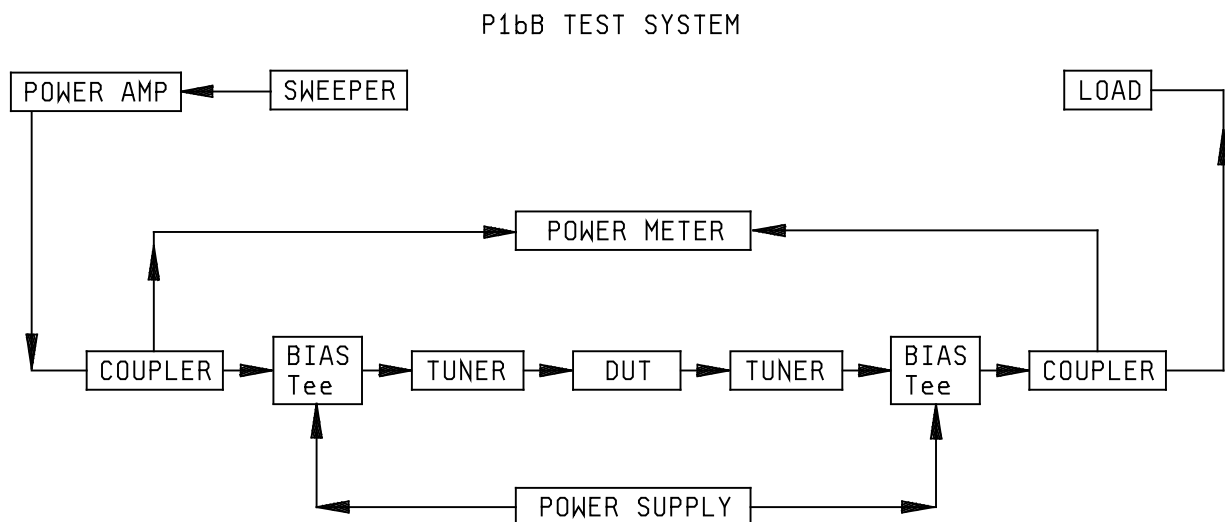 P1bB TEST SYSTEM
POWER AMP
SWEEPER
LOAD
POWER METER
COUPLER
BIAS
Tee
TUNER
DUT
TUNER
BIAS
Tee
COUPLER
POWER SUPPLY